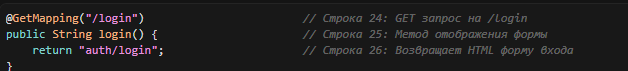 @GetMapping("/login") // Строка 24: GET запрос на /login
public String login() { // Строка 25: Метод отображения формы
return "auth/login"; // Строка 26: Возвращает HTML форму входа
}